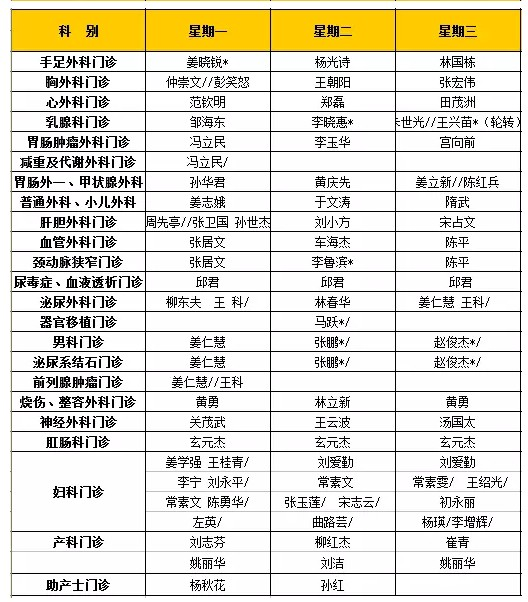 科 别 星期一 星期二 星期三
手足外科门诊 姜晓锐* 杨光诗 林国栋
胸外科门诊 仲崇文//彭笑怒 王朝阳 张宏伟
心外科门诊 范钦明 郑磊 田茂洲
乳腺科门诊 邹海东 李晓惠* 世光//王兴苗*（轮转）
胃肠肿瘤外科门诊 冯立民 李玉华 宫向前
减重及代谢外科门诊 冯立民/
胃肠外一、甲状腺外科 孙华君 黄庆先 姜立新//陈红兵
普通外科、小儿外科 姜志娥 于文涛 隋武
肝胆外科门诊 周先亭//张卫国 孙世杰 刘小方 宋占文
血管外科门诊 张居文 车海杰 陈平
颈动脉狭窄门诊 张居文 李鲁滨* 陈平
尿毒症、血液透析门诊 邱君 邱君 邱君
泌尿外科门诊 柳东夫 王 科/ 林春华 姜仁慧 王科/
器官移植门诊 马跃*/
男科门诊 姜仁慧 张鹏*/ 赵俊杰*/
泌尿系结石门诊 姜仁慧 张鹏*/ 赵俊杰*/
前列腺肿瘤门诊 姜仁慧//王科
烧伤、整容外科门诊 黄勇 林立新 黄勇
神经外科门诊 关茂武 王云波 汤国太
肛肠科门诊 玄元杰 玄元杰 玄元杰
妇科门诊 姜学强 王桂青/ 刘爱勤 刘爱勤
李宁 刘永平/ 常素文 常素雯/ 王绍光/
常素文 陈勇华/ 张玉莲/ 宋志云/ 初永丽
左英/ 曲路芸/ 杨瑛/李增辉/
产科门诊 刘志芬 柳红杰 崔青
姚丽华 刘洁 姚丽华
助产士门诊 杨秋花 孙红